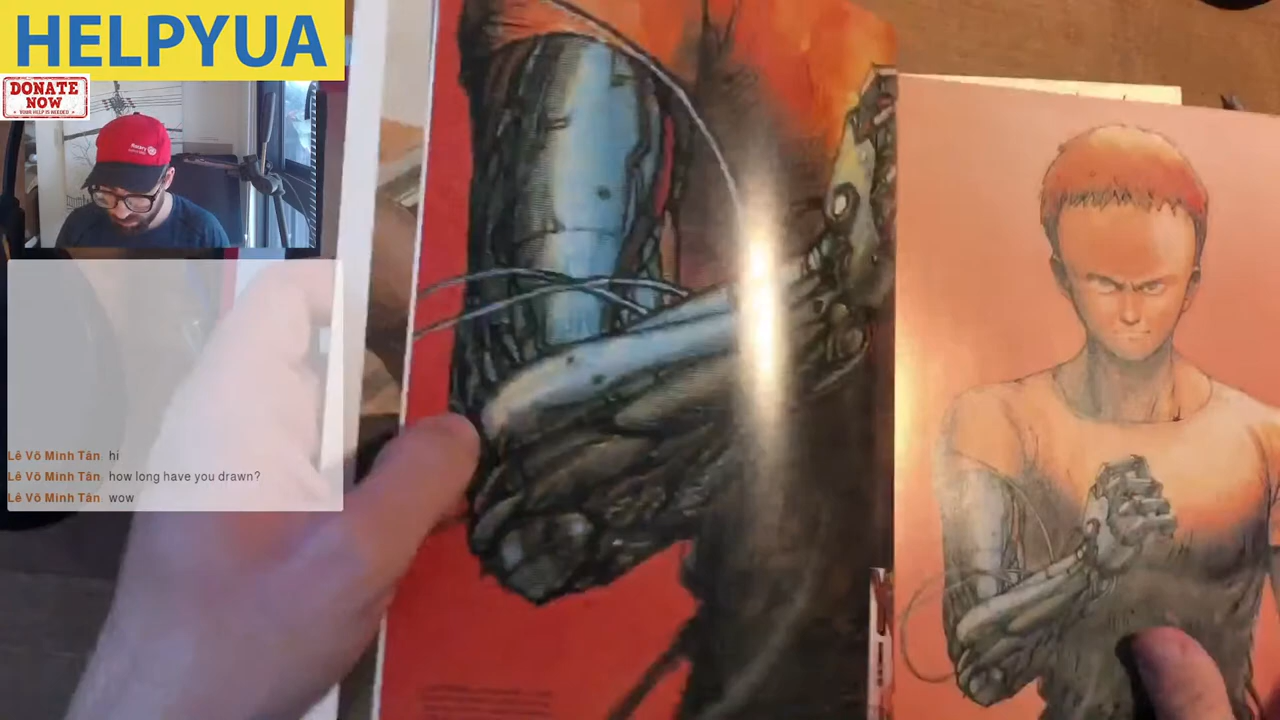 HELPYUA
DONATE
NOW
YOUR HELP IS NEEDED
Rotary
Lê Võ Minh Tân hi
Lê Võ Minh Tân how long have you drawn?
Lê Võ Minh Tân wow